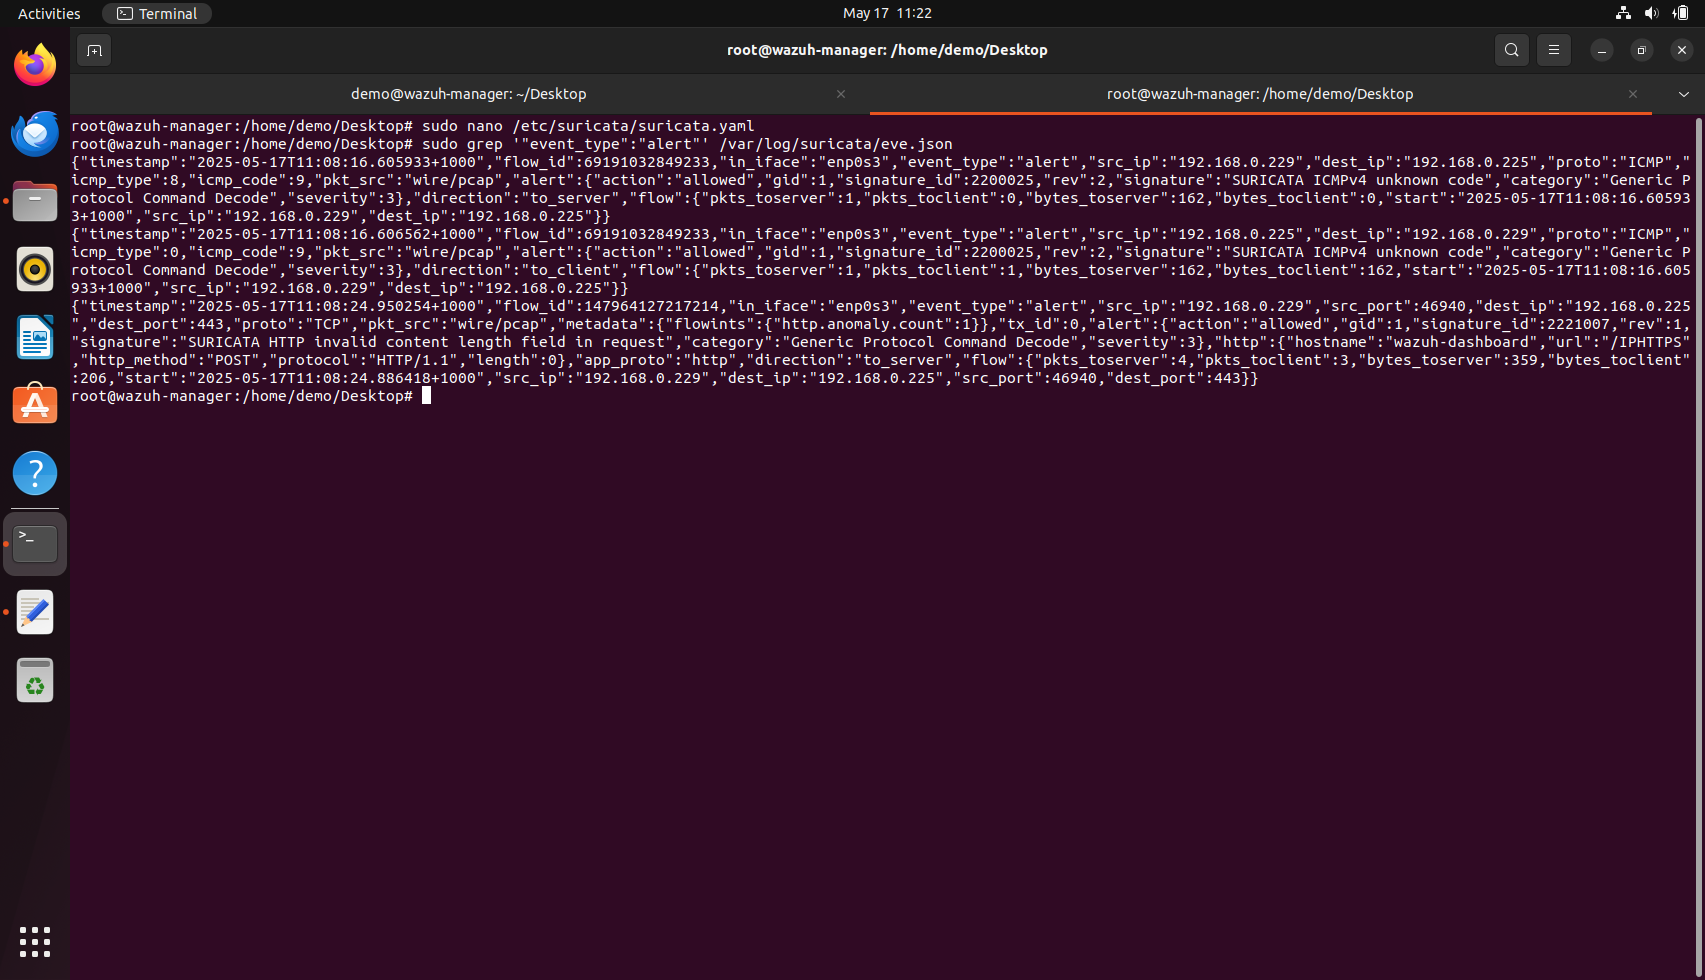 Activities
Terminal
May 17 11:22
root@wazuh-manager: /home/demo/Desktop
demo@wazuh-manager: ~/Desktop
root@wazuh-manager: /home/demo/Desktop
root@wazuh-manager:/home/demo/Desktop# sudo nano /etc/suricata/suricata.yaml
root@wazuh-manager:/home/demo/Desktop# sudo grep '"event_type":"alert"' /var/log/suricata/eve.json
{"timestamp":"2025-05-17T11:08:16.605933+1000","flow_id":69191032849233,"in_iface":"enp0s3","event_type":"alert","src_ip":"192.168.0.229","dest_ip":"192.168.0.225","proto":"ICMP","
icmp_type":8,"icmp_code":9,"pkt_src":"wire/pcap","alert":{"action":"allowed","gid":1,"signature_id":2200025,"rev":2,"signature":"SURICATA ICMPv4 unknown code","category":"Generic P
rotocol Command Decode","severity":3},"direction":"to_server","flow":{"pkts_toserver":1,"pkts_toclient":0,"bytes_toserver":162,"bytes_toclient":0,"start":"2025-05-17T11:08:16.60593
3+1000","src_ip":"192.168.0.229","dest_ip":"192.168.0.225"}}
{"timestamp":"2025-05-17T11:08:16.606562+1000","flow_id":69191032849233,"in_iface":"enp0s3","event_type":"alert","src_ip":"192.168.0.225","dest_ip":"192.168.0.229","proto":"ICMP","
icmp_type":0,"icmp_code":9,"pkt_src":"wire/pcap","alert":{"action":"allowed","gid":1,"signature_id":2200025,"rev":2,"signature":"SURICATA ICMPv4 unknown code","category":"Generic P
rotocol Command Decode","severity":3},"direction":"to_client","flow":{"pkts_toserver":1,"pkts_toclient":1,"bytes_toserver":162,"bytes_toclient":162,"start":"2025-05-17T11:08:16.605
933+1000","src_ip":"192.168.0.229","dest_ip":"192.168.0.225"}}
{"timestamp":"2025-05-17T11:08:24.950254+1000","flow_id":1479641272172​14,"in_iface":"enp0s3","event_type":"alert","src_ip":"192.168.0.229","src_port":46940,"dest_ip":"192.168.0.225
","dest_port":443,"proto":"TCP","pkt_src":"wire/pcap","metadata":{"flowints":{"http.anomaly.count":1}},"tx_id":0,"alert":{"action":"allowed","gid":1,"signature_id":2221007,"rev":1,
"signature":"SURICATA HTTP invalid content length field in request","category":"Generic Protocol Command Decode","severity":3},"http":{"hostname":"wazuh-dashboard","url":"/IPHTTPS"
,"http_method":"POST","protocol":"HTTP/1.1","length":0},"app_proto":"http","direction":"to_server","flow":{"pkts_toserver":4,"pkts_toclient":3,"bytes_toserver":359,"bytes_toclient"
:206,"start":"2025-05-17T11:08:24.886418+1000","src_ip":"192.168.0.229","dest_ip":"192.168.0.225","src_port":46940,"dest_port":443}}
root@wazuh-manager:/home/demo/Desktop#